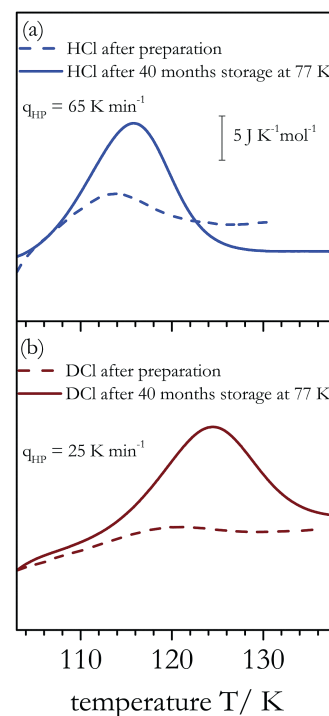 (a)
HCl after preparation
HCl after 40 months storage at 77 K
q_HP = 65 K min⁻¹
5 J K⁻¹mol⁻¹
(b)
DCl after preparation
DCl after 40 months storage at 77 K
q_HP = 25 K min⁻¹
110 120 130
temperature T/ K